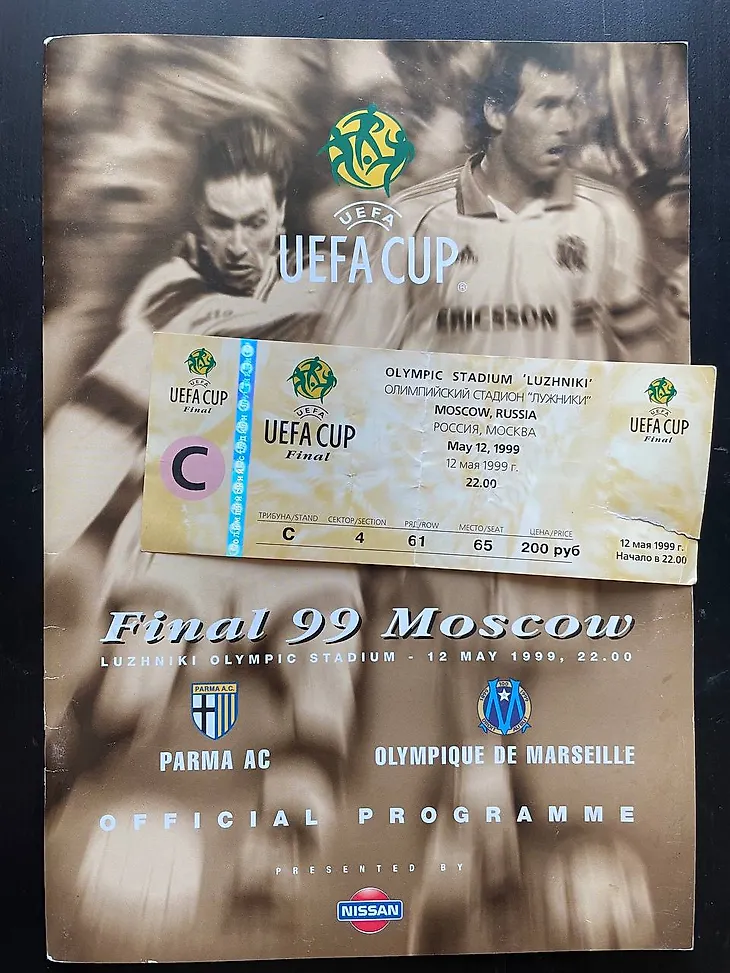 UEFA
UEFA CUP®
ERICSSON
UEFA
UEFA CUP
Final
C
UEFA
UEFA CUP
Final
OLYMPIC STADIUM 'LUZHNIKI'
ОЛИМПИЙСКИЙ СТАДИОН "ЛУЖНИКИ"
MOSCOW, RUSSIA
РОССИЯ, МОСКВА
May 12, 1999
12 мая 1999 г.
22.00
ТРИБУНА/STAND СЕКТОР/SECTION РЯД/ROW МЕСТО/SEAT ЦЕНА/PRICE
C 4 61 65 200 руб
UEFA
UEFA CUP
Final
12 мая 1999 г.
Начало в 22.00
Final 99 Moscow
LUZHNIKI OLYMPIC STADIUM - 12 MAY 1999, 22.00
PARMA A.C.
PARMA AC
OLYMPIQUE DE MARSEILLE
OFFICIAL PROGRAMME
PRESENTED BY
NISSAN